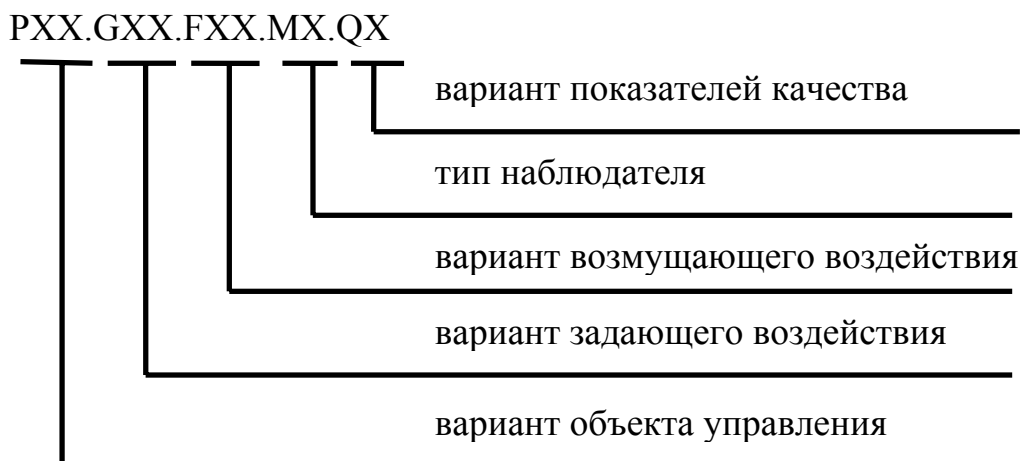 PXX.GXX.FXX.MX.QX
вариант показателей качества
тип наблюдателя
вариант возмущающего воздействия
вариант задающего воздействия
вариант объекта управления